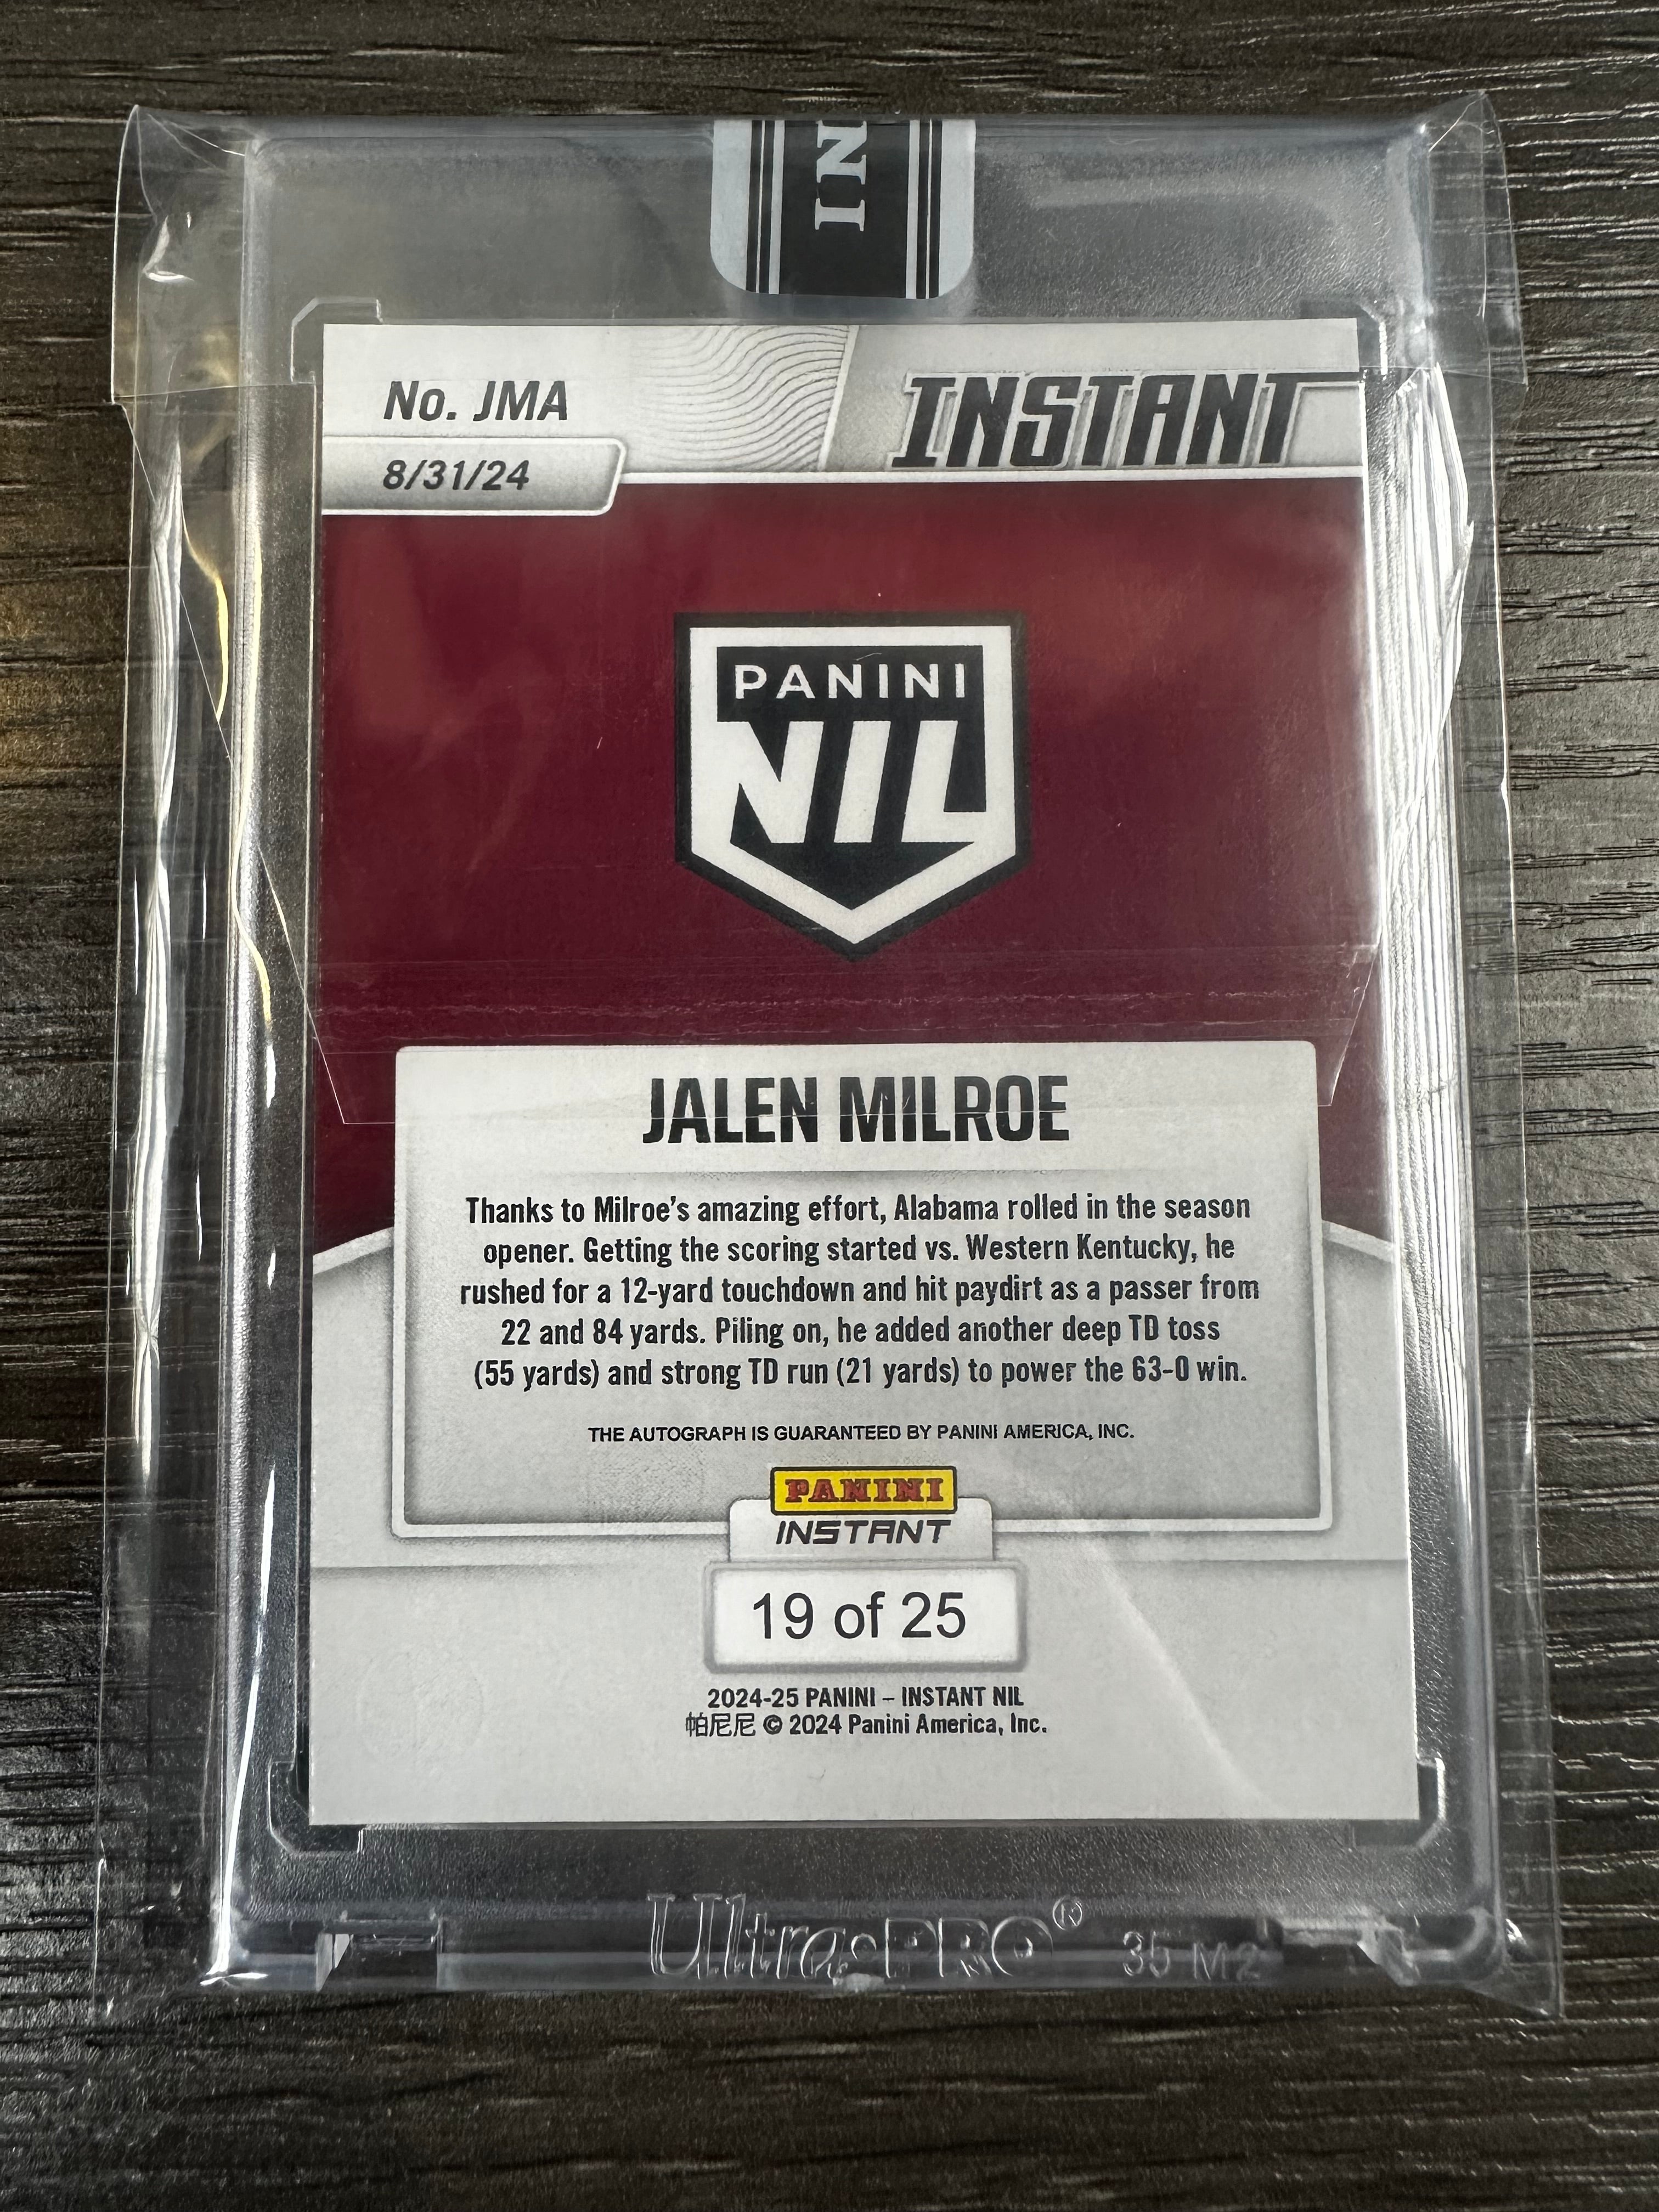 IN
No. JMA
INSTANT
8/31/24
PANINI
NIL
JALEN MILROE
Thanks to Milroe's amazing effort, Alabama rolled in the season
opener. Getting the scoring started vs. Western Kentucky, he
rushed for a 12-yard touchdown and hit paydirt as a passer from
22 and 84 yards. Piling on, he added another deep TD toss
(55 yards) and strong TD run (21 yards) to power the 63-0 win.
THE AUTOGRAPH IS GUARANTEED BY PANINI AMERICA, INC.
PANINI
INSTANT
19 of 25
2024-25 PANINI – INSTANT NIL
帕尼尼 © 2024 Panini America, Inc.
Ultra•PRO® 35 M2